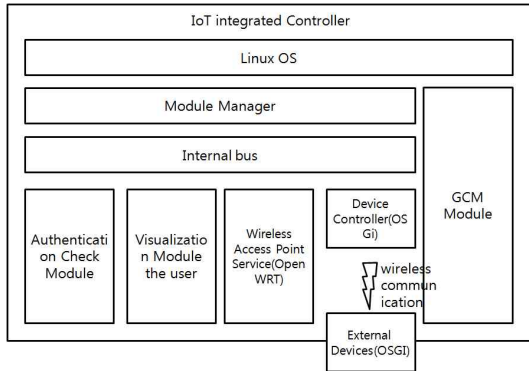 IoT integrated Controller
Linux OS
Module Manager
Internal bus
GCM
Module
Authenticati
on Check
Module
Visualizatio
n Module
the user
Wireless
Access Point
Service(Open
WRT)
Device
Controller(OS
Gi)
wireless
commun
ication
External
Devices(OSGI)